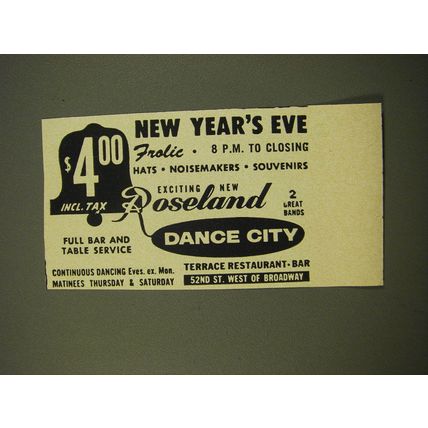 NEW YEAR'S EVE
$4.00
INCL. TAX
Frolic • 8 P.M. TO CLOSING
HATS • NOISEMAKERS • SOUVENIRS
EXCITING NEW
Roseland
2
GREAT
BANDS
DANCE CITY
FULL BAR AND
TABLE SERVICE
TERRACE RESTAURANT • BAR
CONTINUOUS DANCING Eves. ex. Mon.
MATINEES THURSDAY & SATURDAY
52ND ST. WEST OF BROADWAY